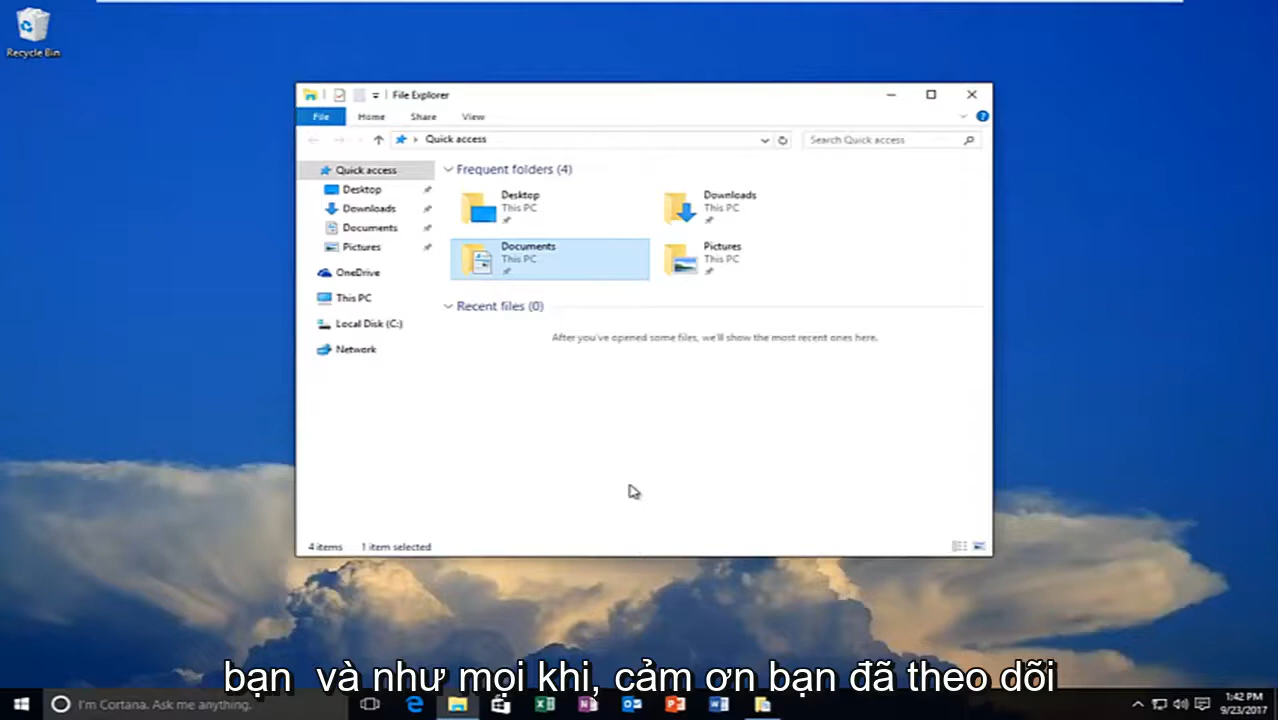 Recycle Bin
File Explorer
File Home Share View
Quick access
Search Quick access
Quick access
Desktop
Downloads
Documents
Pictures
OneDrive
This PC
Local Disk (C:)
Network
Frequent folders (4)
Desktop
This PC
Downloads
This PC
Documents
This PC
Pictures
This PC
Recent files (0)
After you've opened some files, we'll show the most recent ones here.
4 items 1 item selected
bạn và như mọi khi, cảm ơn bạn đã theo dõi
I'm Cortana. Ask me anything.
1:42 PM
9/23/2017